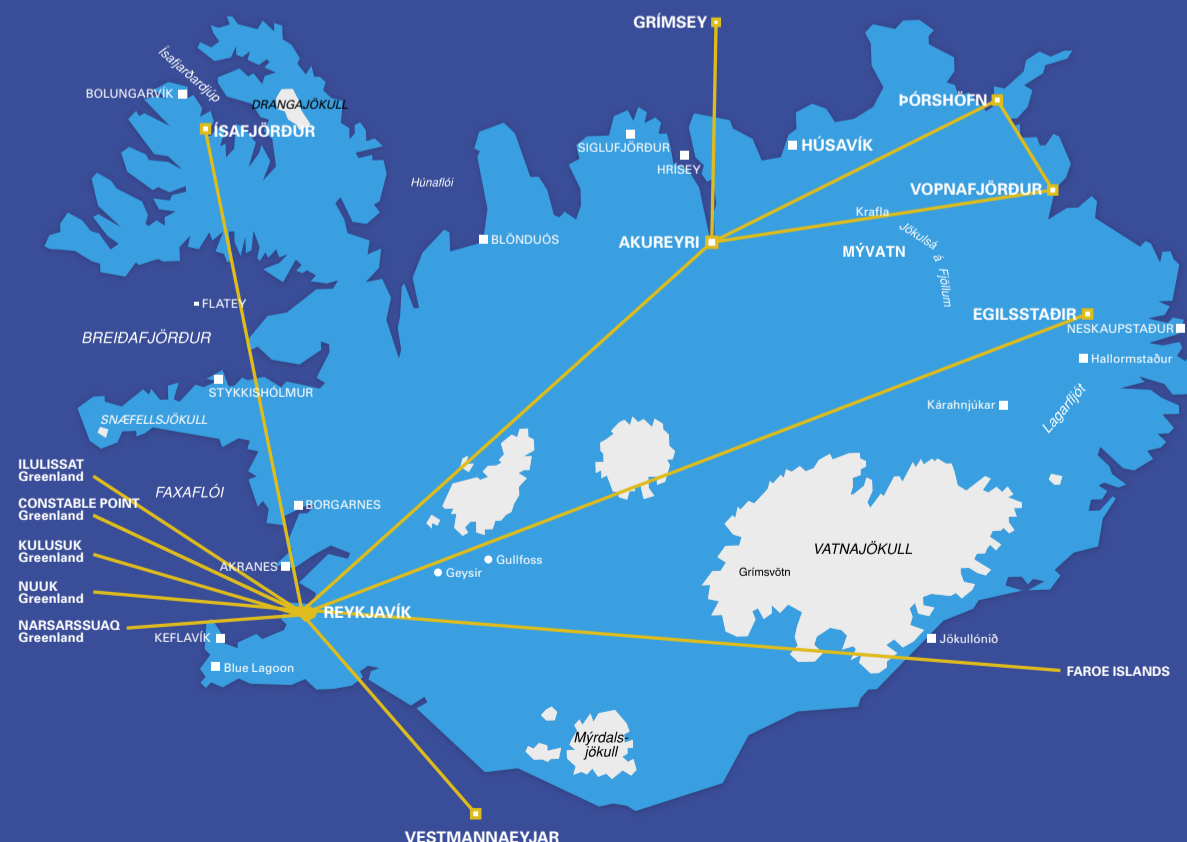 GRÍMSEY
Ísafjarðardjúp
BOLUNGARVÍK
DRANGAJÖKULL
ÞÓRSHÖFN
ÍSAFJÖRÐUR
SIGLUFJÖRÐUR
HÚSAVÍK
HRÍSEY
Húnaflói
VOPNAFJÖRÐUR
Krafla
BLÖNDUÓS
AKUREYRI
MÝVATN
Jökulsá á Fjöllum
FLATEY
EGILSSTAÐIR
NESKAUPSTAÐUR
BREIÐAFJÖRÐUR
Hallormstaður
STYKKISHÓLMUR
Kárahnjúkar
Lagarfljót
SNÆFELLSJÖKULL
ILULISSAT
Greenland
FAXAFLÓI
CONSTABLE POINT
Greenland
BORGARNES
KULUSUK
Greenland
VATNAJÖKULL
Gullfoss
AKRANES
Geysir
Grímsvötn
NUUK
Greenland
REYKJAVÍK
NARSARSSUAQ
Greenland
KEFLAVÍK
Jökullónið
Blue Lagoon
FAROE ISLANDS
Mýrdals-
jökull
VESTMANNAEYJAR